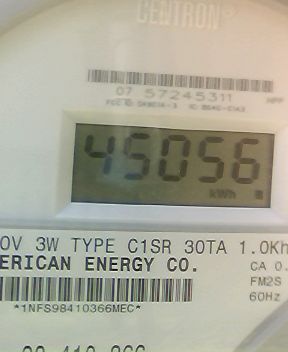 CENTRON®
07 57245311
45056
kWh
0V 3W TYPE C1SR 30TA 1.0Kh
ERICAN ENERGY CO.
CA 0.
FM2S
60Hz
*1NFS98410366MEC*